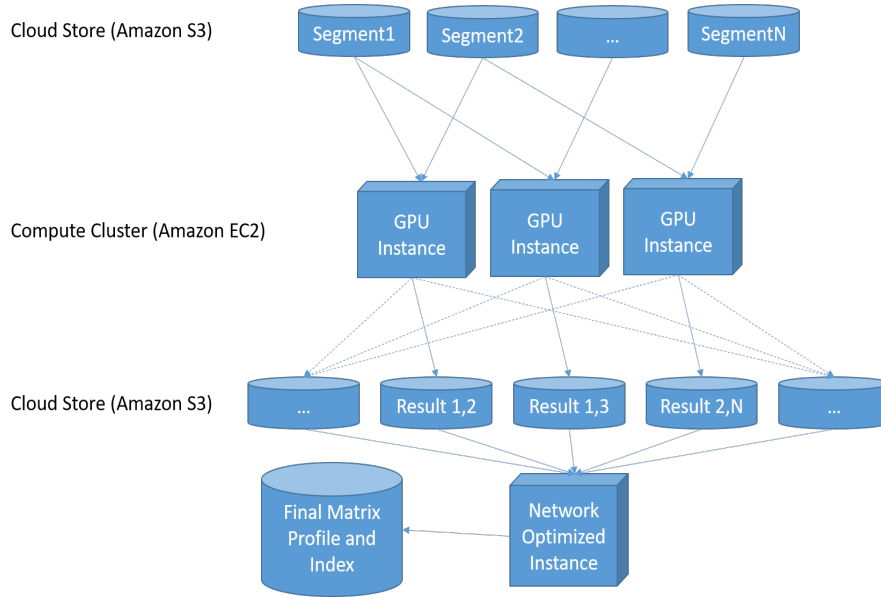 Cloud Store (Amazon S3)
Segment1
Segment2
...
SegmentN
Compute Cluster (Amazon EC2)
GPU
Instance
GPU
Instance
GPU
Instance
Cloud Store (Amazon S3)
...
Result 1,2
Result 1,3
Result 2,N
...
Final Matrix
Profile and
Index
Network
Optimized
Instance